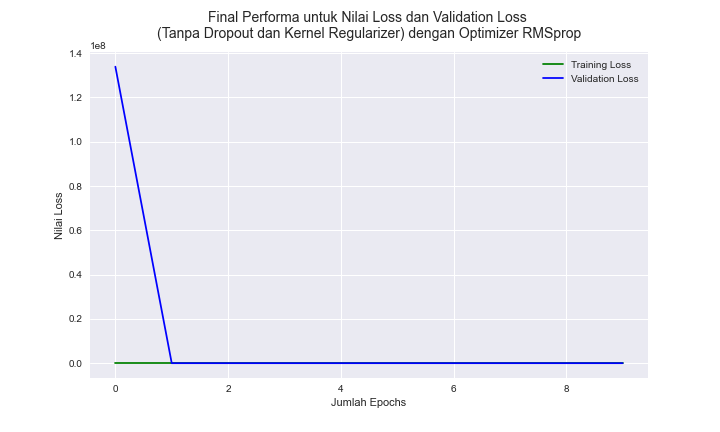 Final Performa untuk Nilai Loss dan Validation Loss
(Tanpa Dropout dan Kernel Regularizer) dengan Optimizer RMSprop
1e8
1.4
1.2
1.0
0.8
0.6
0.4
0.2
0.0
Nilai Loss
Training Loss
Validation Loss
0 2 4 6 8
Jumlah Epochs